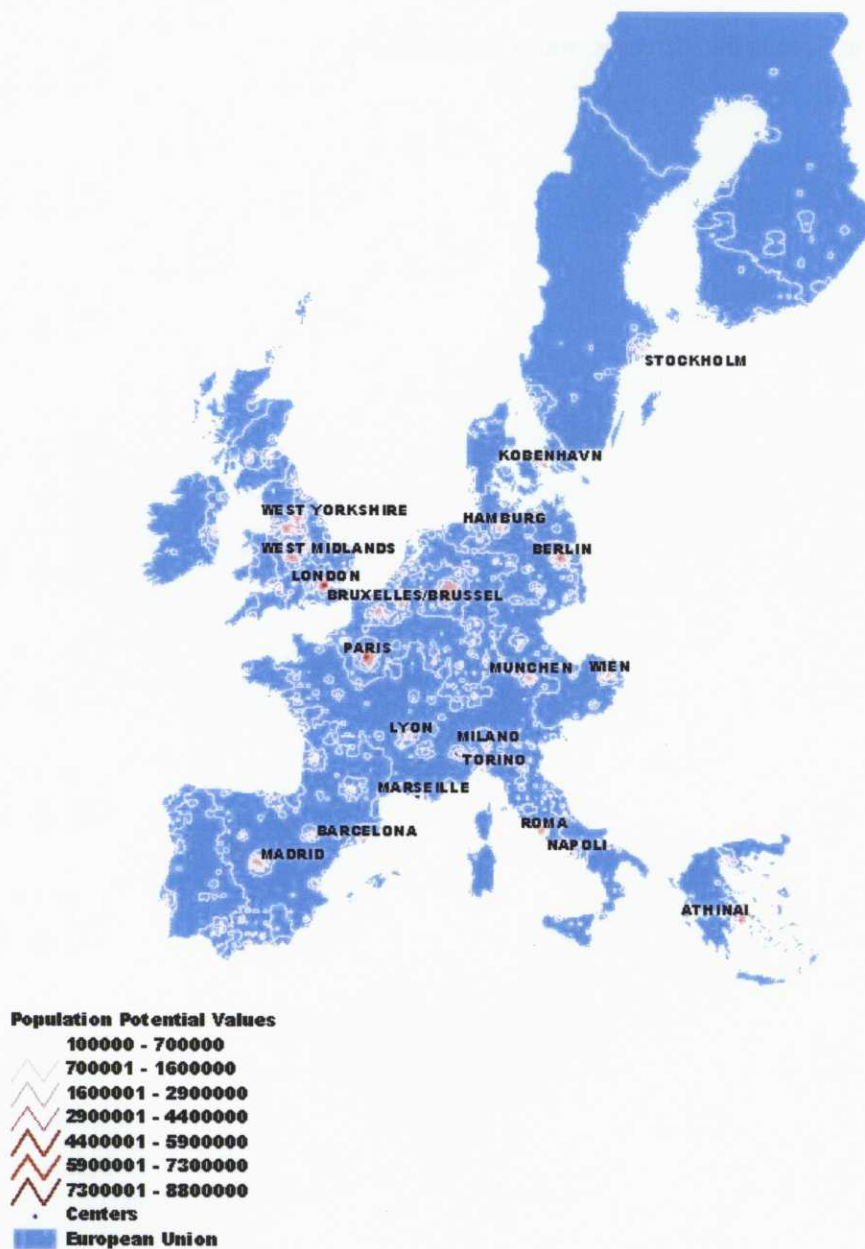 STOCKHOLM
KOBENHAVN
WEST YORKSHIRE
HAMBURG
WEST MIDLANDS
BERLIN
LONDON
BRUXELLES/BRUSSEL
PARIS
MUNCHEN
WIEN
LYON
MILANO
TORINO
MARSEILLE
ROMA
BARCELONA
NAPOLI
MADRID
ATHINAI
Population Potential Values
100000 - 700000
700001 - 1600000
1600001 - 2900000
2900001 - 4400000
4400001 - 5900000
5900001 - 7300000
7300001 - 8800000
Centers
European Union